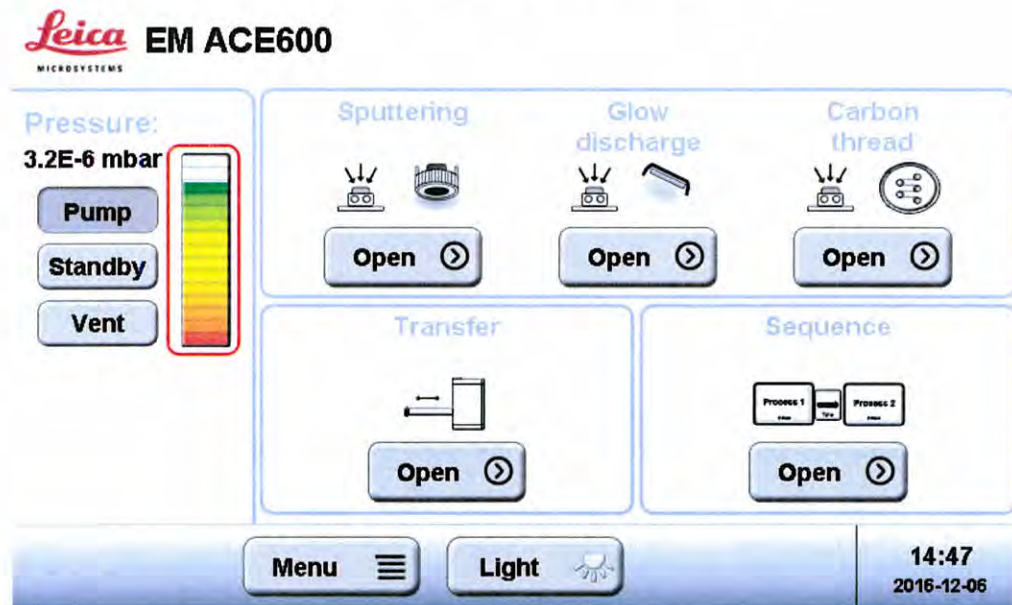 Leica EM ACE600
MICROSYSTEMS
Pressure:
3.2E-6 mbar
Pump
Standby
Vent
Sputtering
Open
Glow
discharge
Open
Carbon
thread
Open
Transfer
Open
Sequence
Process 1
Process 2
Open
Menu
Light
14:47
2016-12-06